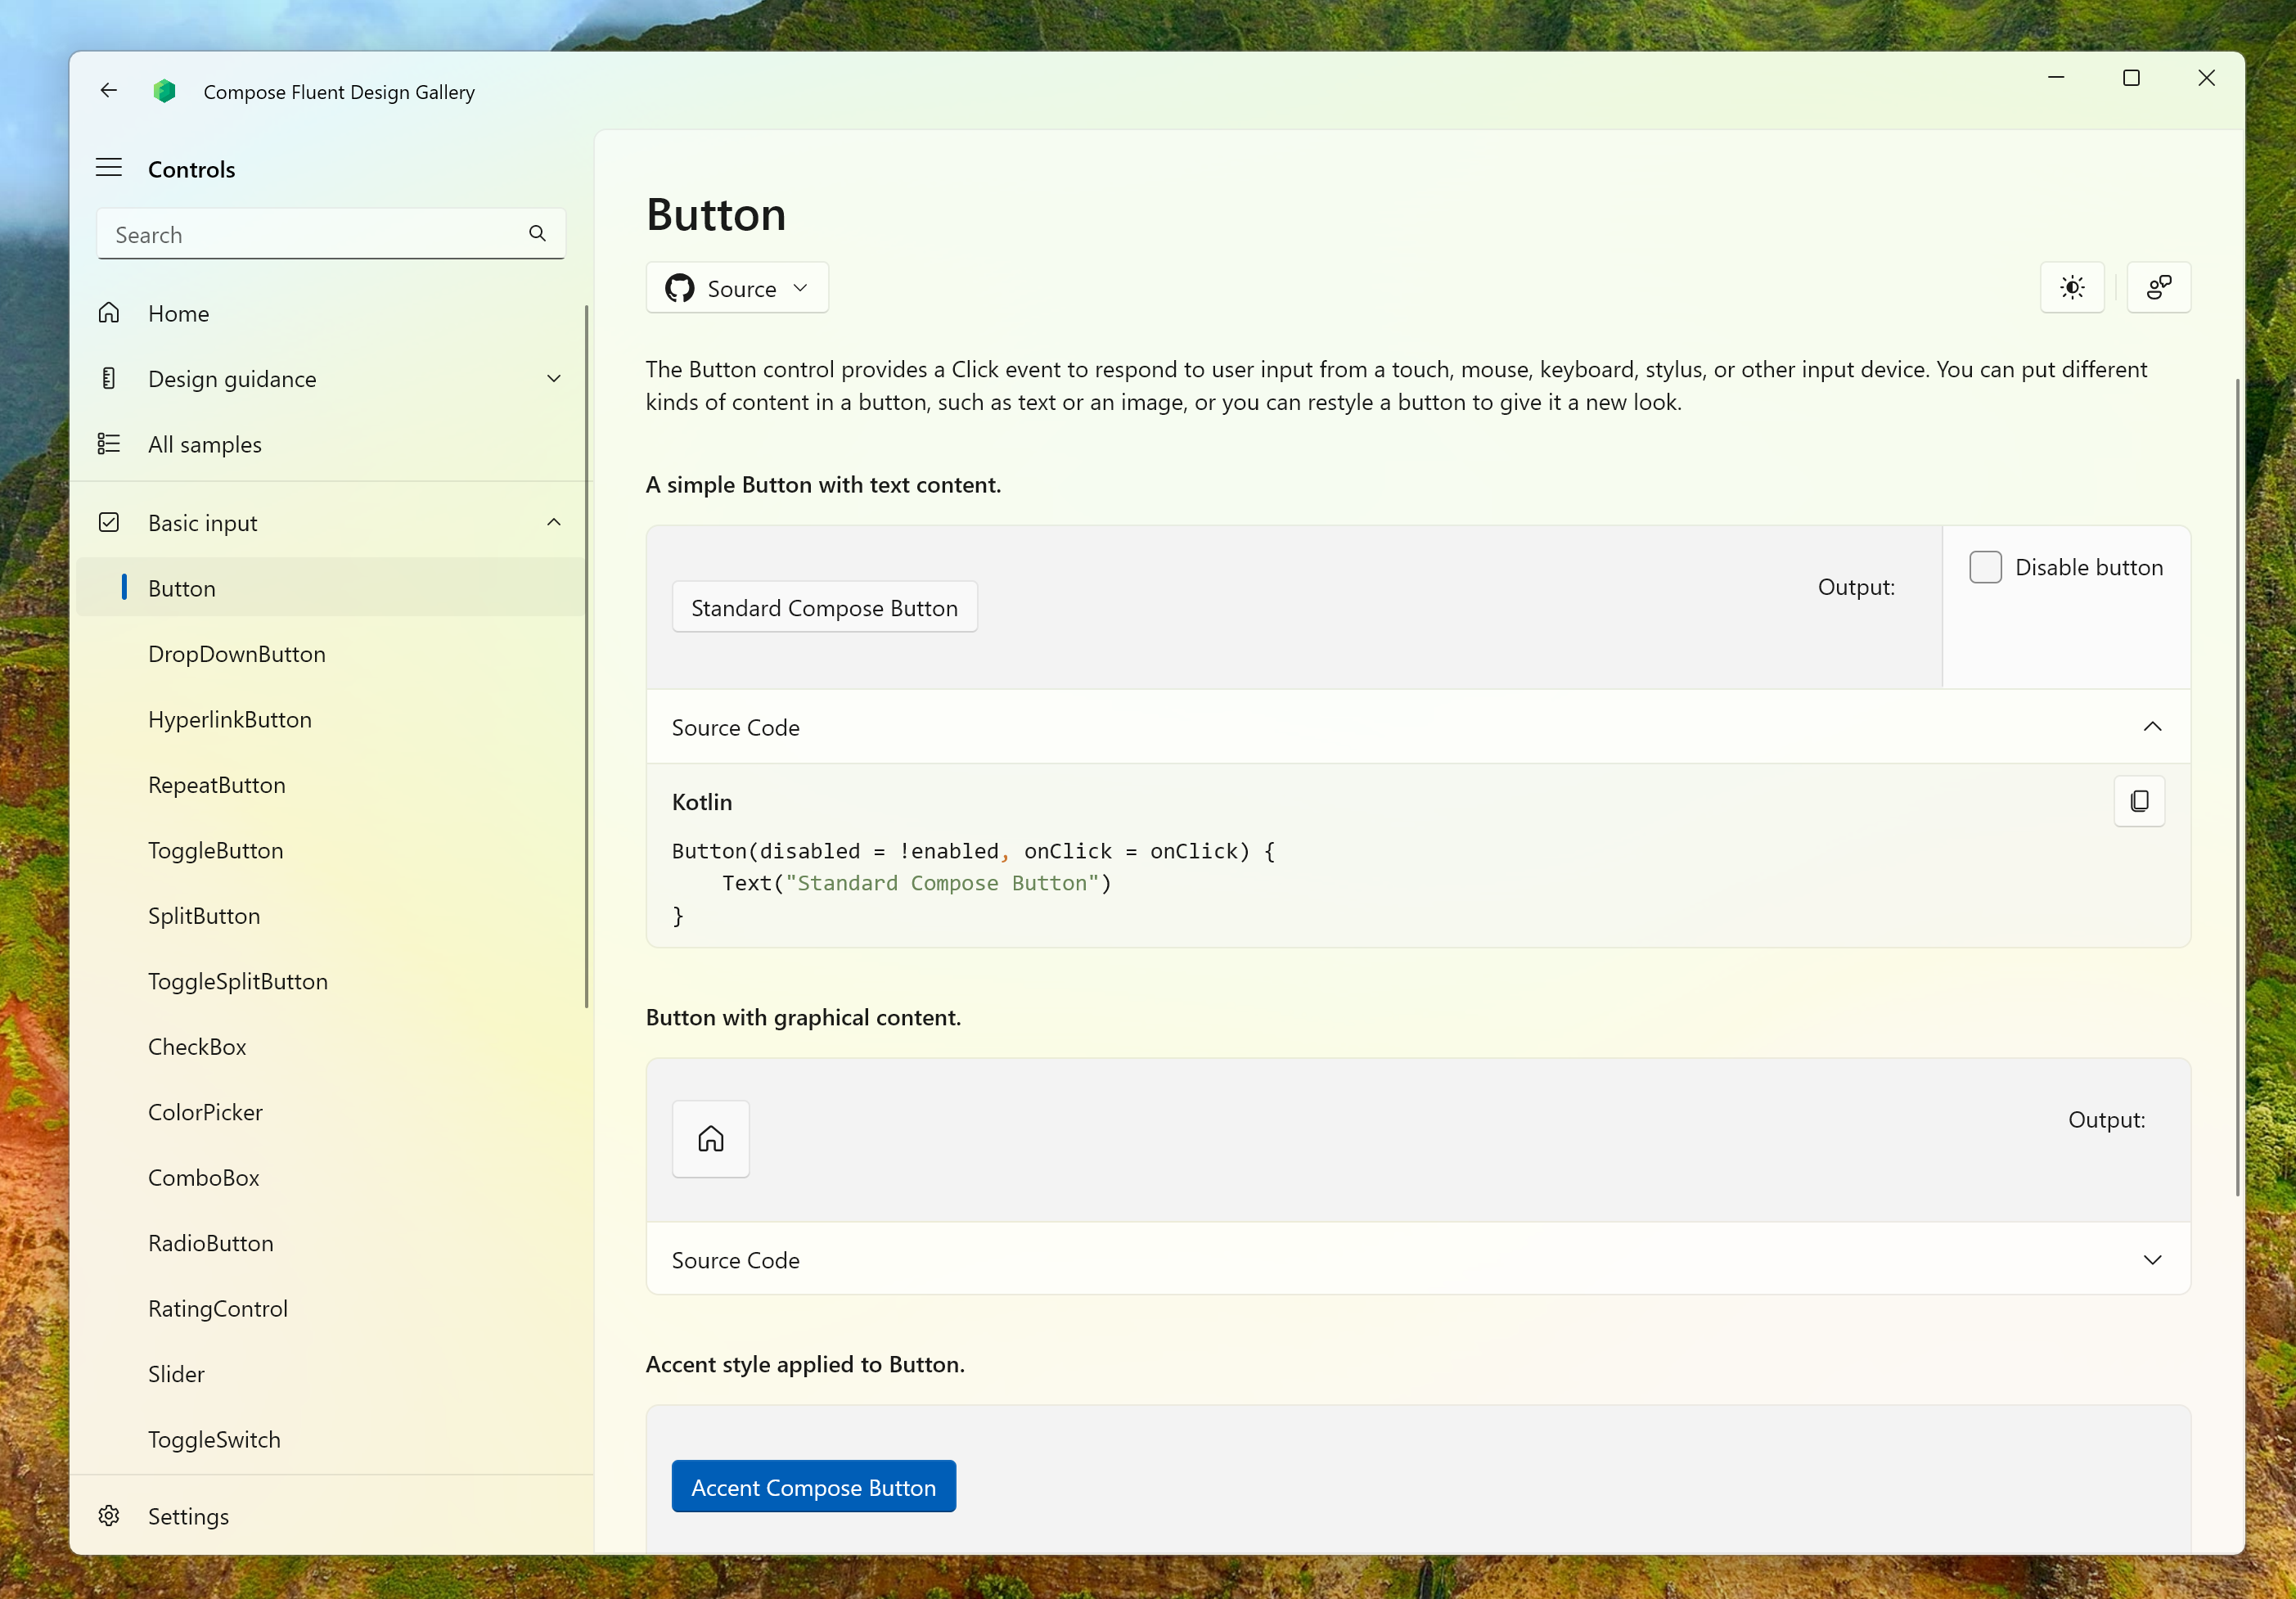 Compose Fluent Design Gallery
Controls
Search
Home
Design guidance
All samples
Basic input
Button
DropDownButton
HyperlinkButton
RepeatButton
ToggleButton
SplitButton
ToggleSplitButton
CheckBox
ColorPicker
ComboBox
RadioButton
RatingControl
Slider
ToggleSwitch
Settings
Button
Source
The Button control provides a Click event to respond to user input from a touch, mouse, keyboard, stylus, or other input device. You can put different
kinds of content in a button, such as text or an image, or you can restyle a button to give it a new look.
A simple Button with text content.
Standard Compose Button
Output:
Disable button
Source Code
Kotlin
Button(disabled = !enabled, onClick = onClick) {
    Text("Standard Compose Button")
}
Button with graphical content.
Output:
Source Code
Accent style applied to Button.
Accent Compose Button